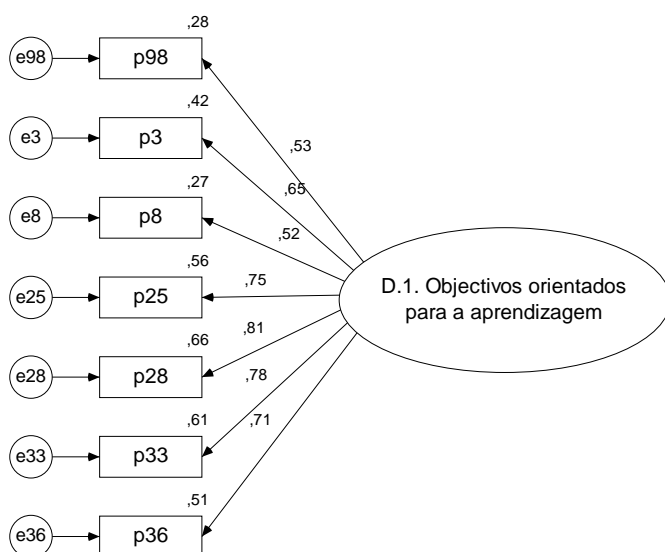 ,28
e98 p98
,53
,42
e3 p3
,65
,27
e8 p8
,52
,56
e25 p25
,75
D.1. Objectivos orientados
para a aprendizagem
,66
e28 p28
,81
,61
e33 p33
,78
,51
e36 p36
,71